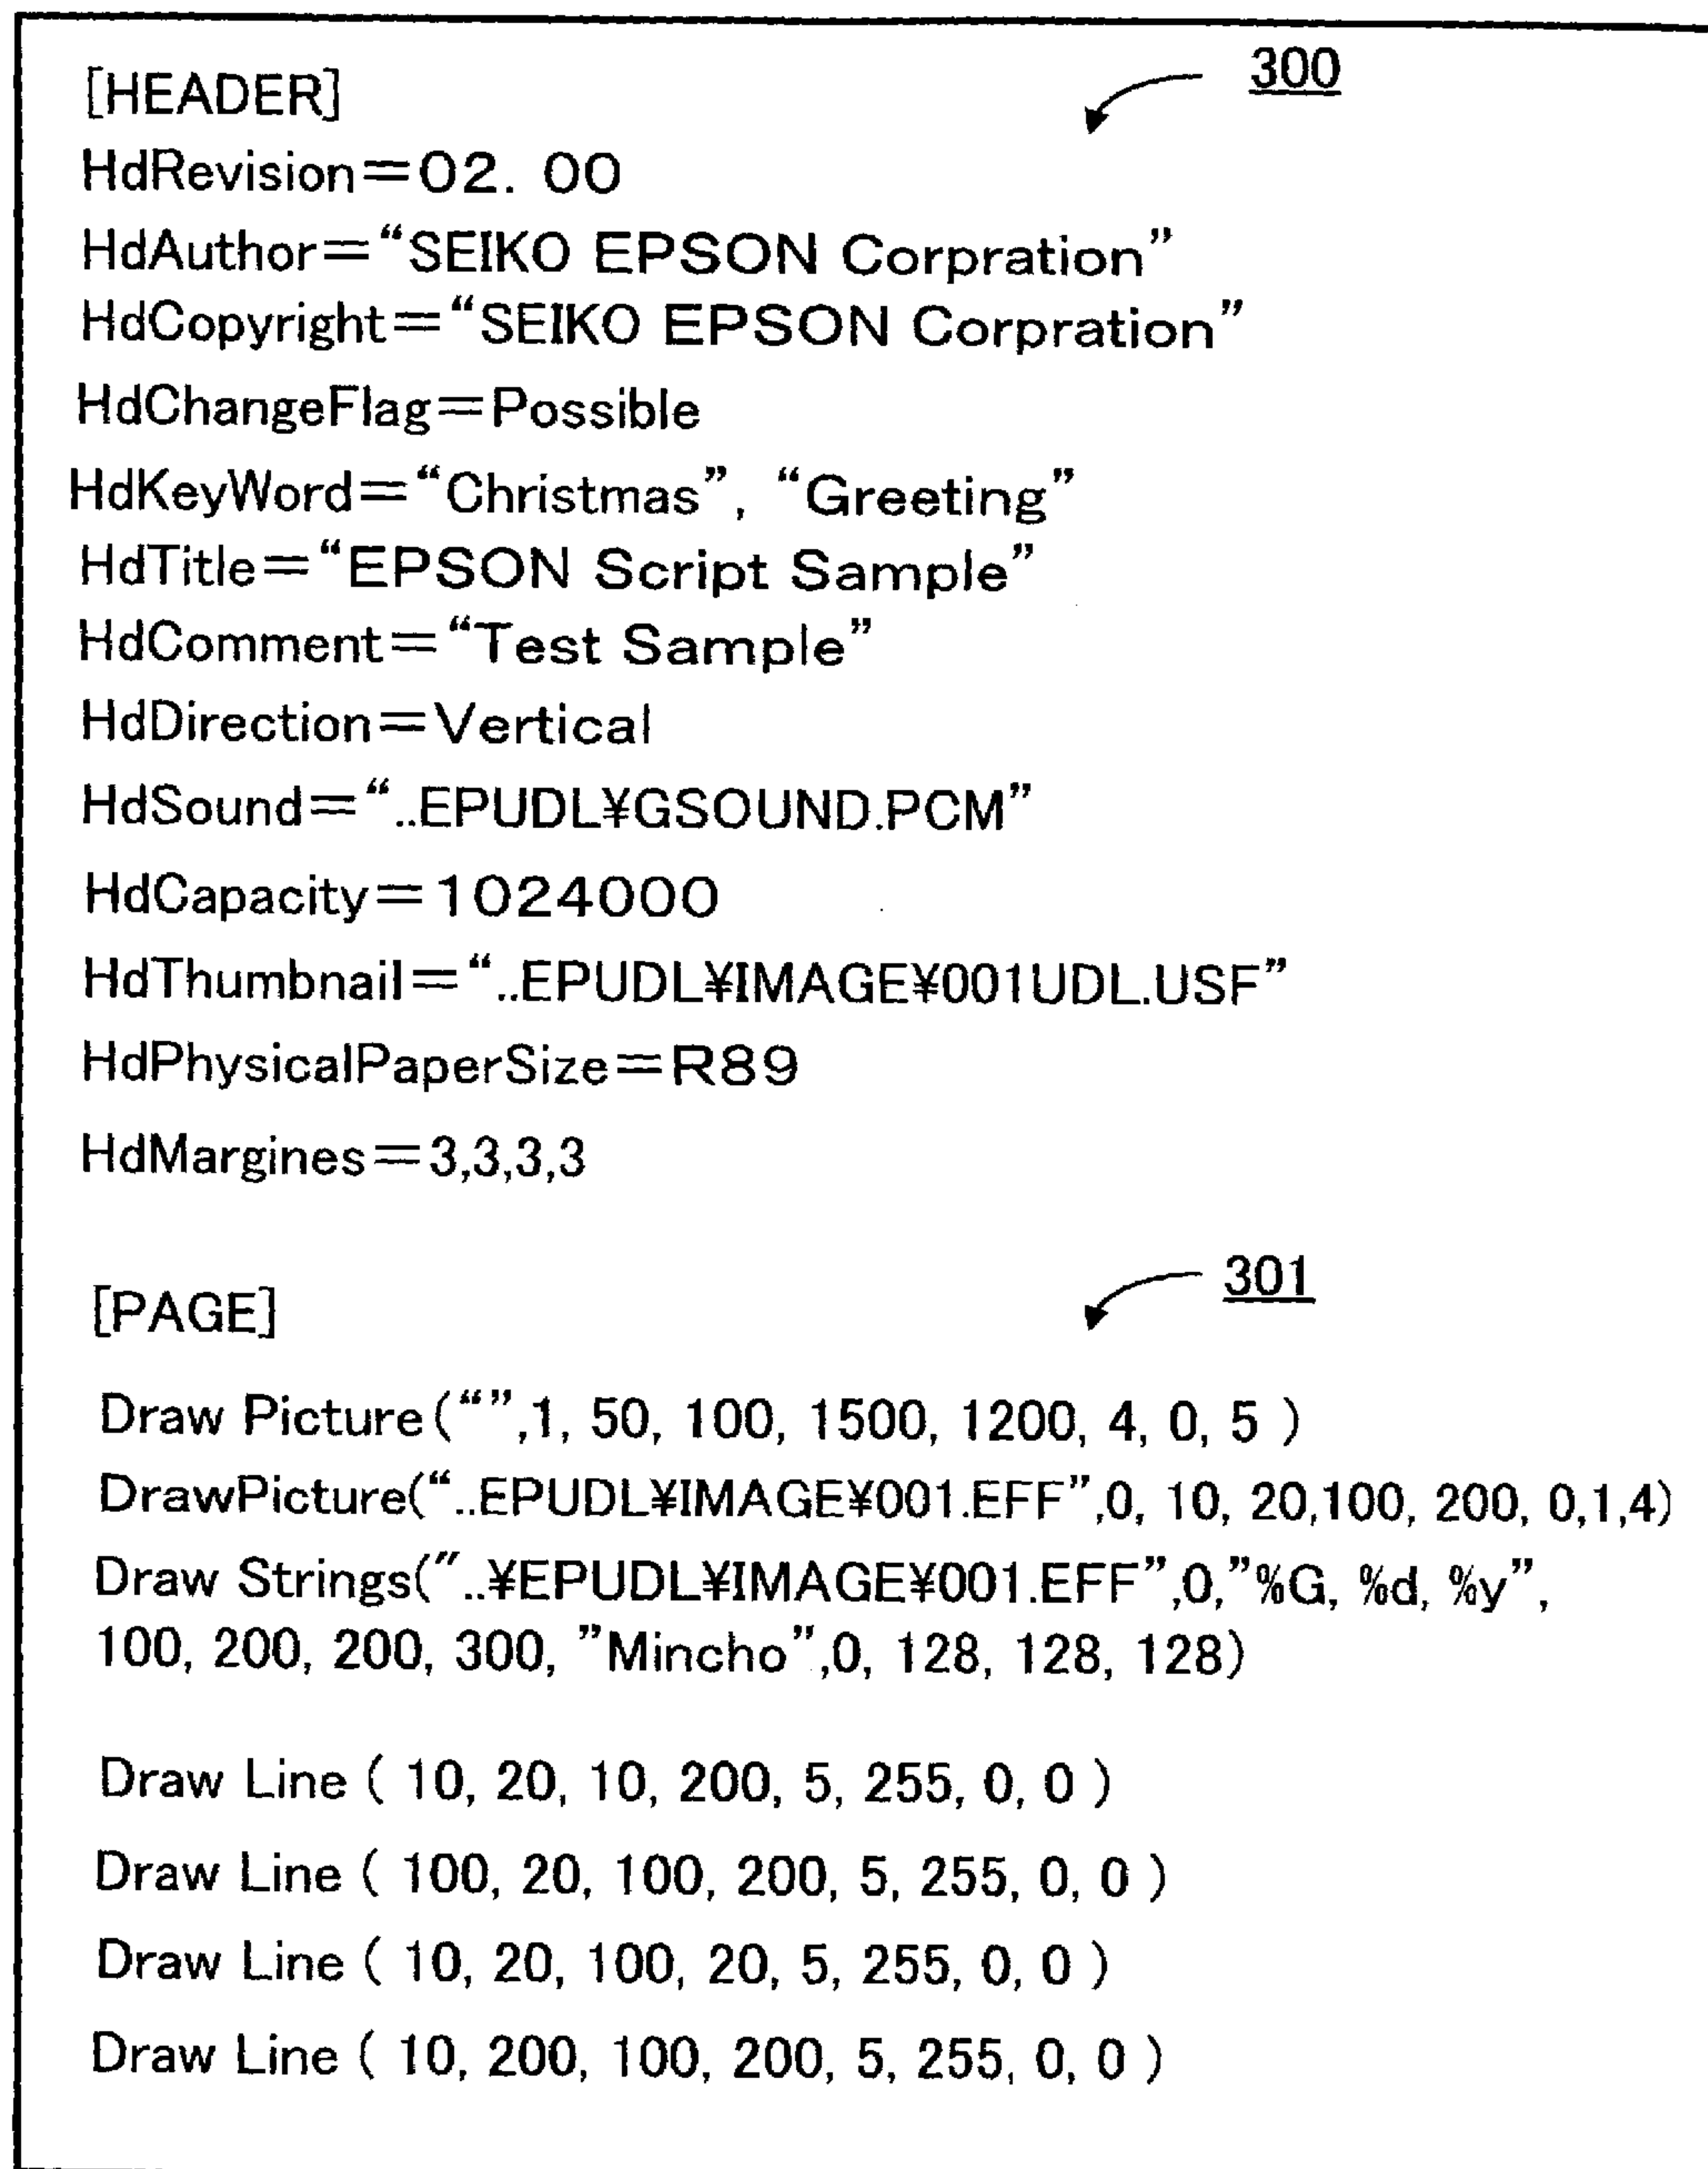 [HEADER] 300
HdRevision=02. 00
HdAuthor=“SEIKO EPSON Corpration”
HdCopyright=“SEIKO EPSON Corpration”
HdChangeFlag=Possible
HdKeyWord=“Christmas”, “Greeting”
HdTitle=“EPSON Script Sample”
HdComment=“Test Sample”
HdDirection=Vertical
HdSound=“..EPUDL¥GSOUND.PCM”
HdCapacity=1024000
HdThumbnail=“..EPUDL¥IMAGE¥001UDL.USF”
HdPhysicalPaperSize=R89
HdMargines=3,3,3,3
[PAGE] 301
Draw Picture(“”,1, 50, 100, 1500, 1200, 4, 0, 5 )
DrawPicture(“..EPUDL¥IMAGE¥001.EFF”,0, 10, 20,100, 200, 0,1,4)
Draw Strings(″..¥EPUDL¥IMAGE¥001.EFF”,0,”%G, %d, %y”,
100, 200, 200, 300, ”Mincho”,0, 128, 128, 128)
Draw Line ( 10, 20, 10, 200, 5, 255, 0, 0 )
Draw Line ( 100, 20, 100, 200, 5, 255, 0, 0 )
Draw Line ( 10, 20, 100, 20, 5, 255, 0, 0 )
Draw Line ( 10, 200, 100, 200, 5, 255, 0, 0 )